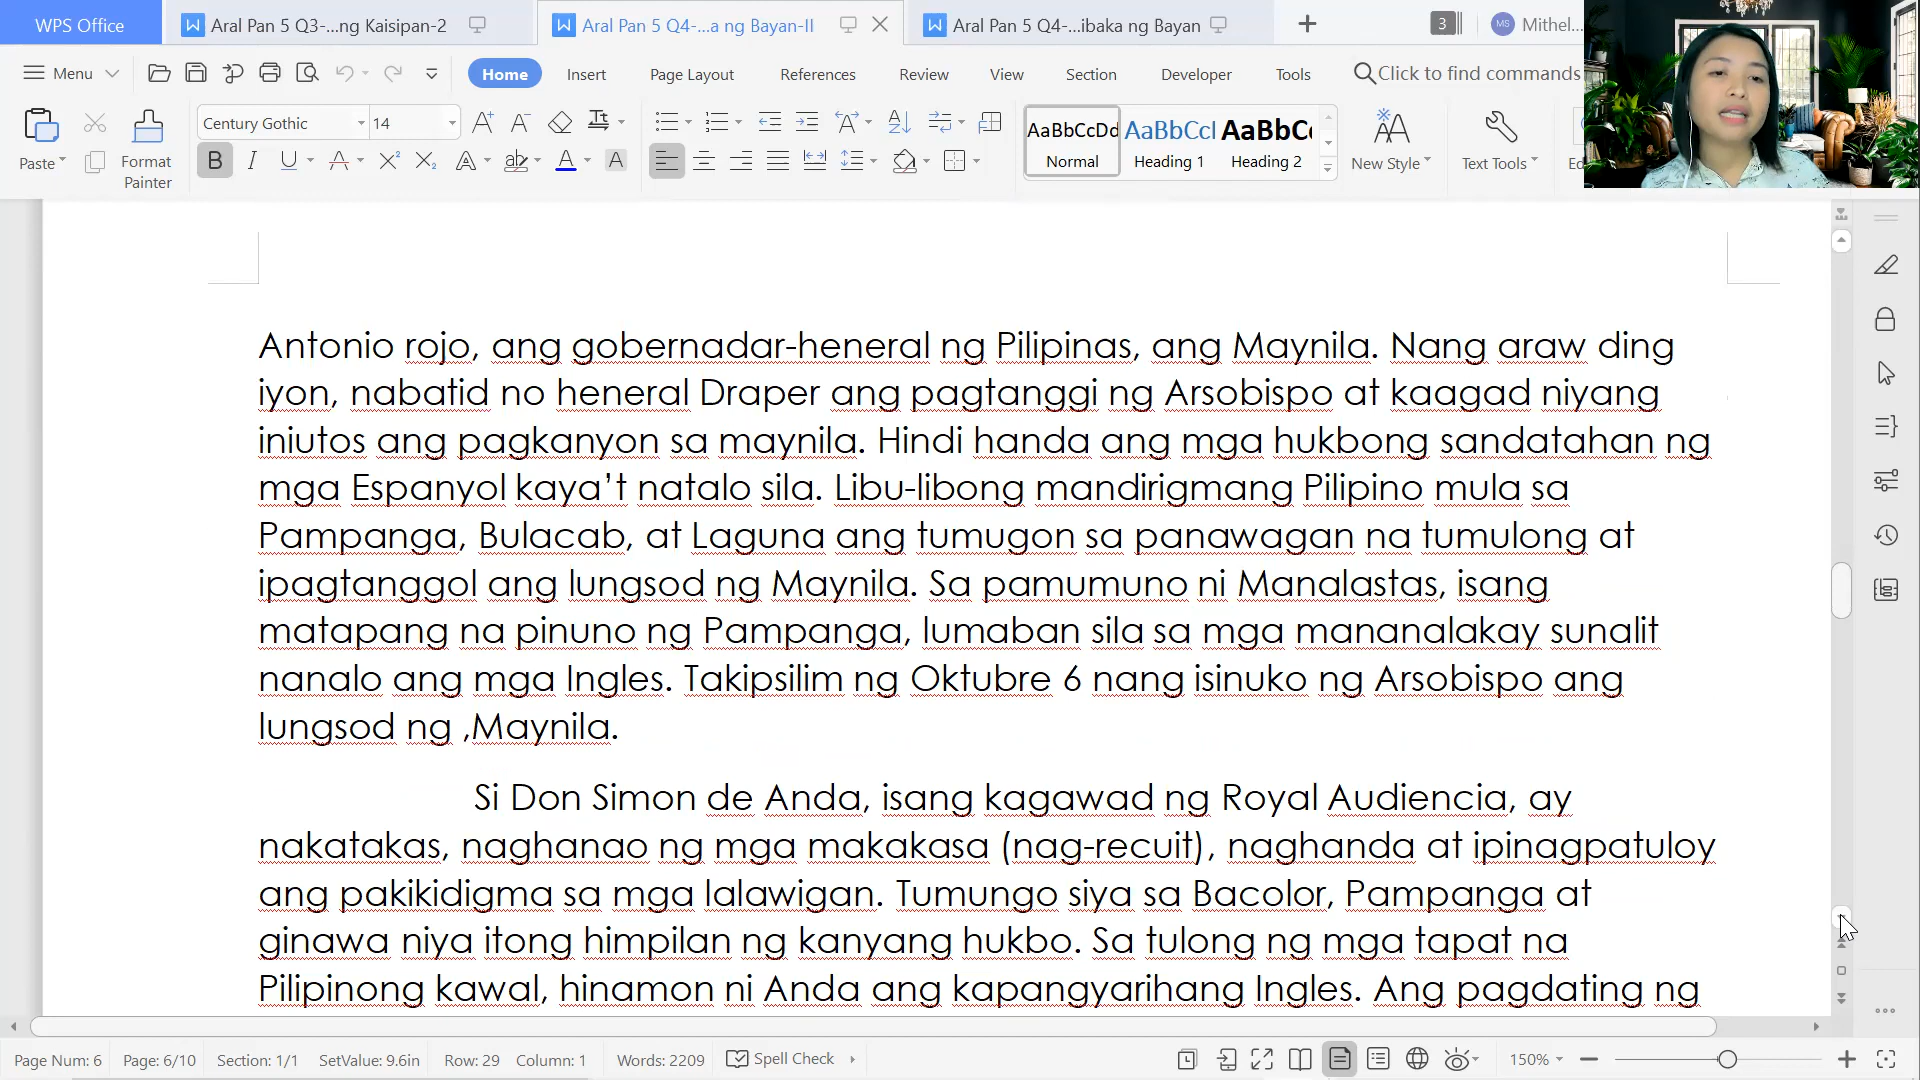 WPS Office
Aral Pan 5 Q3-...ng Kaisipan-2
Aral Pan 5 Q4-...a ng Bayan-II
Aral Pan 5 Q4-...ibaka ng Bayan
3
MS
Mithel...
Menu
Home
Insert
Page Layout
References
Review
View
Section
Developer
Tools
Click to find commands
Paste
Format
Painter
Century Gothic
14
AaBbCcDd
Normal
AaBbCcl
Heading 1
AaBbC
Heading 2
New Style
Text Tools
Antonio rojo, ang gobernadar-heneral ng Pilipinas, ang Maynila. Nang araw ding
iyon, nabatid no heneral Draper ang pagtanggi ng Arsobispo at kaagad niyang
iniutos ang pagkanyon sa maynila. Hindi handa ang mga hukbong sandatahan ng
mga Espanyol kaya’t natalo sila. Libu-libong mandirigmang Pilipino mula sa
Pampanga, Bulacab, at Laguna ang tumugon sa panawagan na tumulong at
ipagtanggol ang lungsod ng Maynila. Sa pamumuno ni Manalastas, isang
matapang na pinuno ng Pampanga, lumaban sila sa mga mananalakay sunalit
nanalo ang mga Ingles. Takipsilim ng Oktubre 6 nang isinuko ng Arsobispo ang
lungsod ng ,Maynila.
Si Don Simon de Anda, isang kagawad ng Royal Audiencia, ay
nakatakas, naghanao ng mga makakasa (nag-recuit), naghanda at ipinagpatuloy
ang pakikidigma sa mga lalawigan. Tumungo siya sa Bacolor, Pampanga at
ginawa niya itong himpilan ng kanyang hukbo. Sa tulong ng mga tapat na
Pilipinong kawal, hinamon ni Anda ang kapangyarihang Ingles. Ang pagdating ng
Page Num: 6
Page: 6/10
Section: 1/1
SetValue: 9.6in
Row: 29
Column: 1
Words: 2209
Spell Check
150%